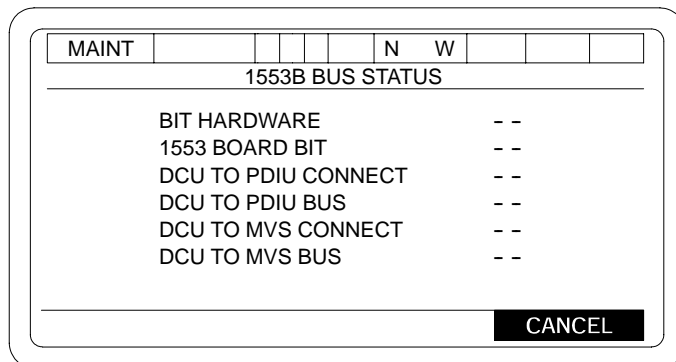 MAINT N W
1553B BUS STATUS
BIT HARDWARE - -
1553 BOARD BIT - -
DCU TO PDIU CONNECT - -
DCU TO PDIU BUS - -
DCU TO MVS CONNECT - -
DCU TO MVS BUS - -
CANCEL